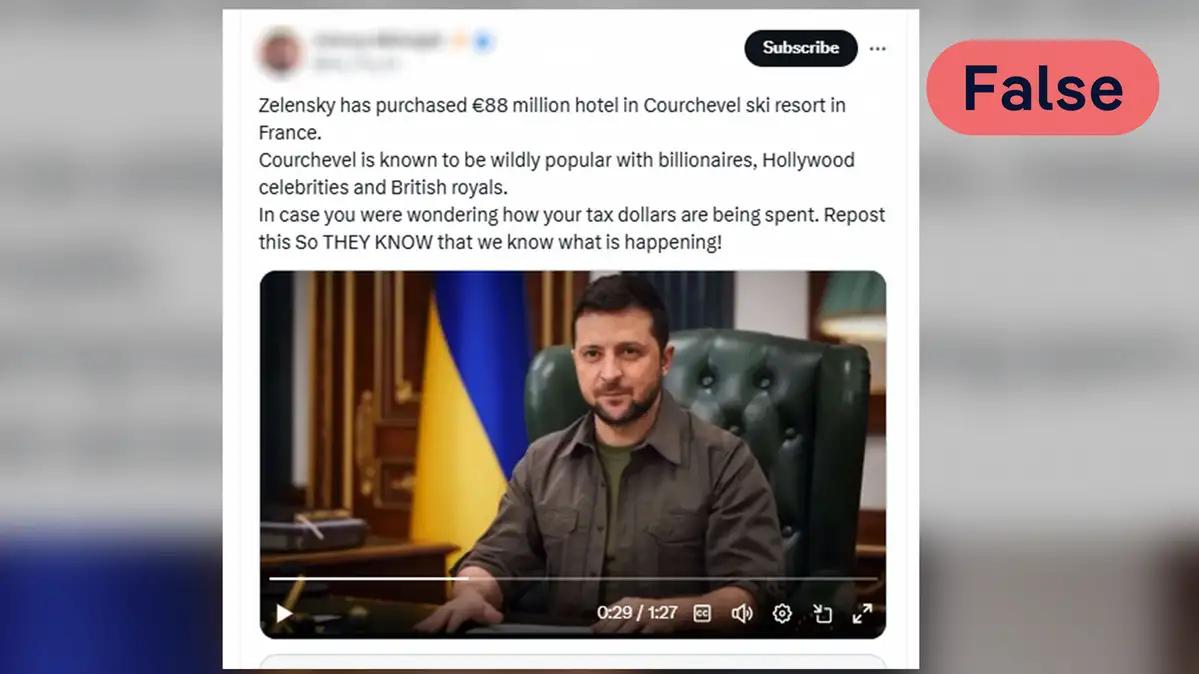 Subscribe
False
Zelensky has purchased €88 million hotel in Courchevel ski resort in
France.
Courchevel is known to be wildly popular with billionaires, Hollywood
celebrities and British royals.
In case you were wondering how your tax dollars are being spent. Repost
this So THEY KNOW that we know what is happening!
0:29 / 1:27
CC